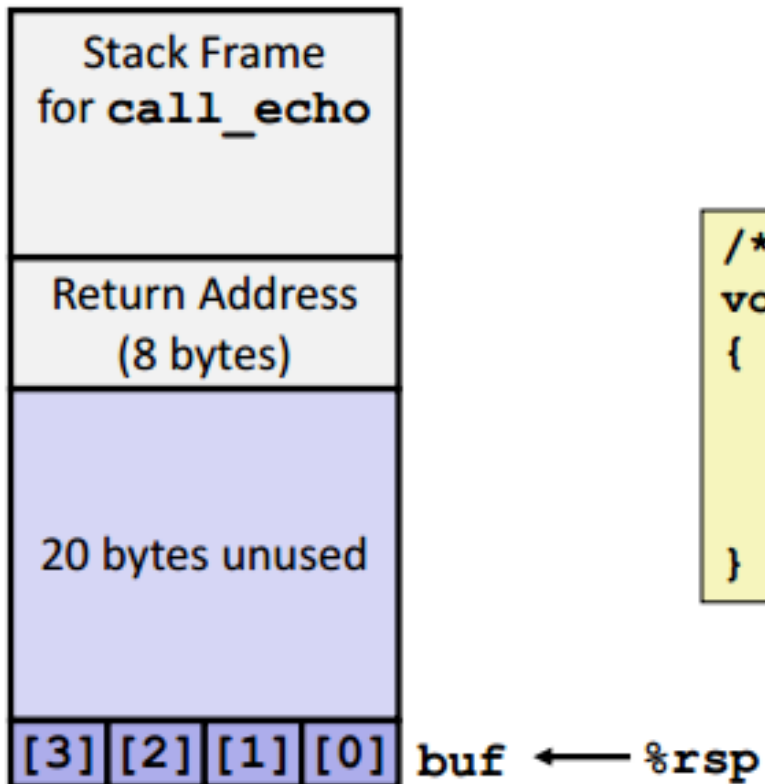 Stack Frame
for call_echo
Return Address
(8 bytes)
20 bytes unused
[3] [2] [1] [0] buf ← %rsp
/*
vo
{
}